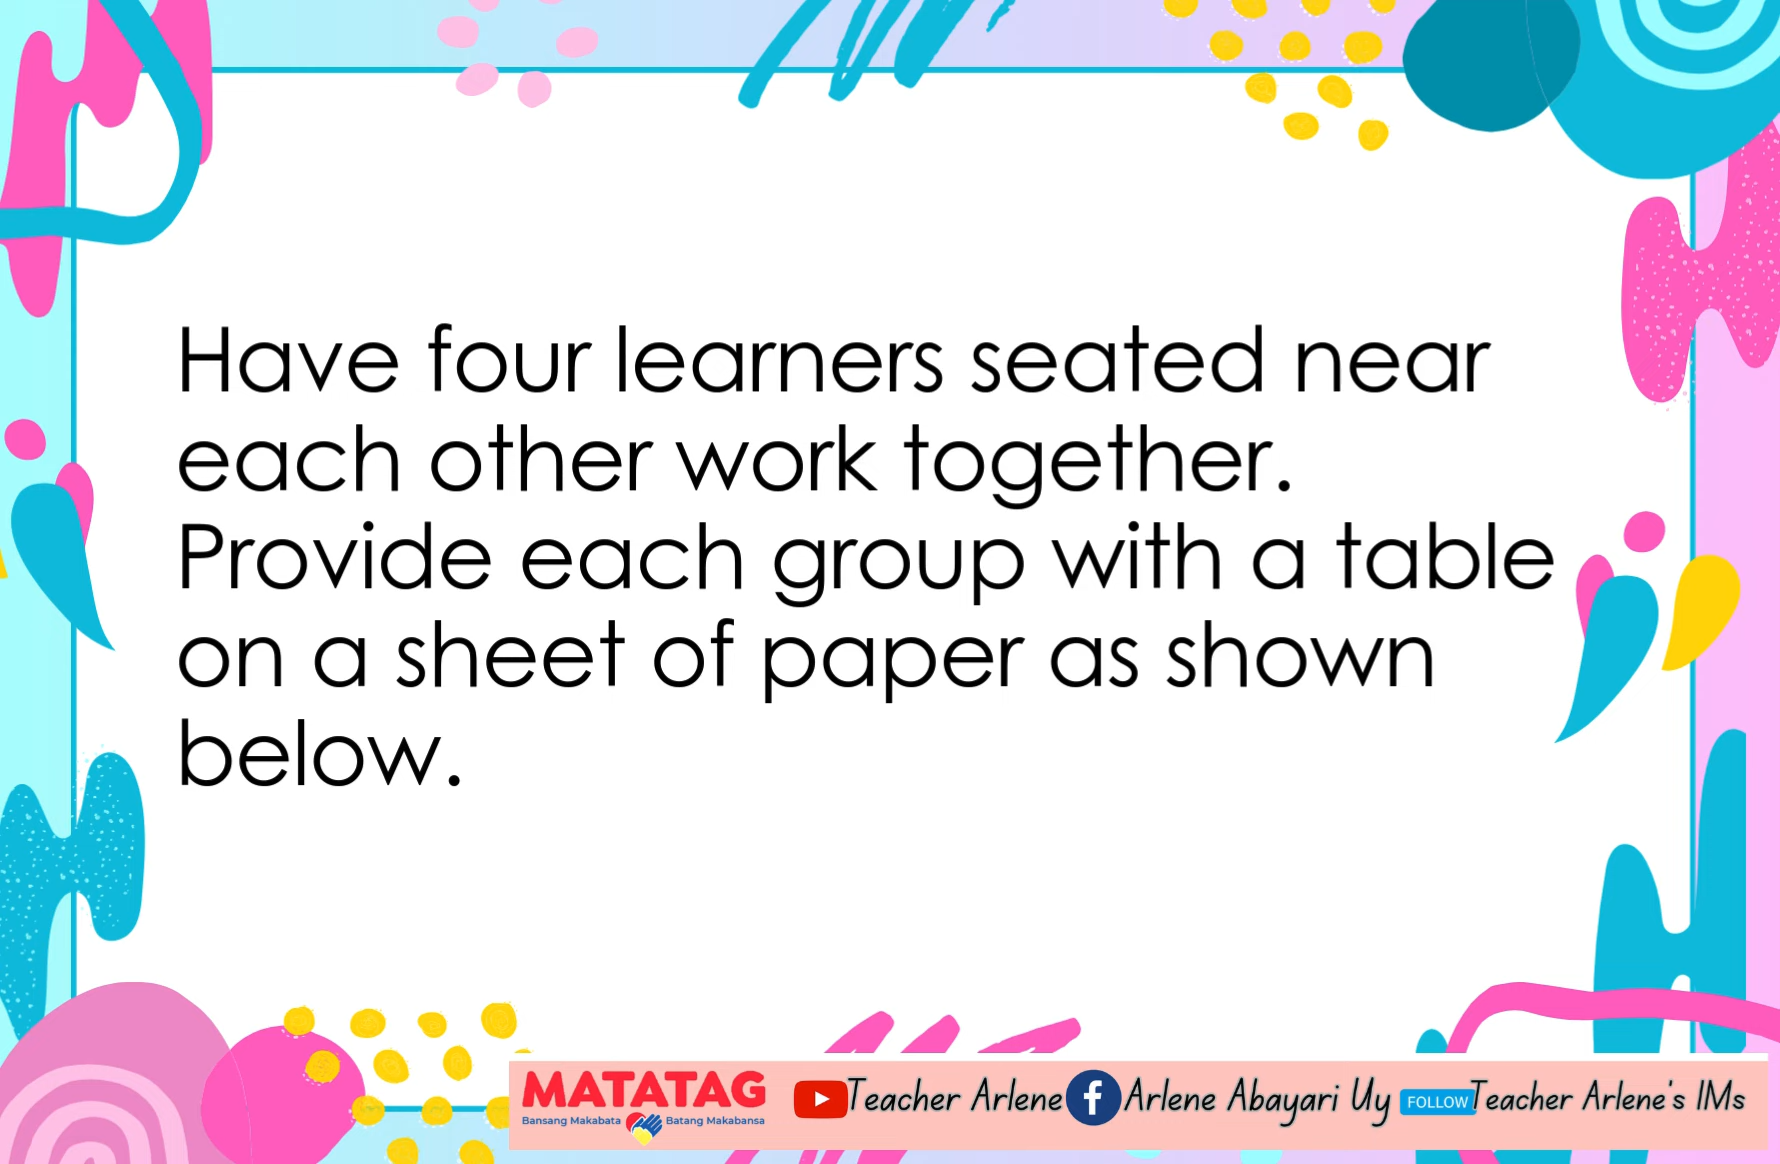 Have four learners seated near
each other work together.
Provide each group with a table
on a sheet of paper as shown
below.
MATATAG
Bansang Makabata Batang Makabansa
Teacher Arlene
Arlene Abayari Uy
FOLLOW
Teacher Arlene's IMs